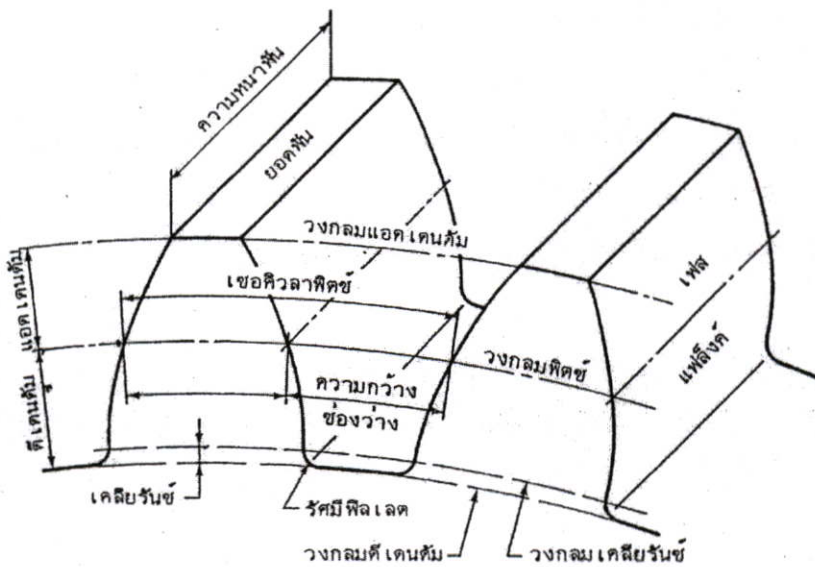 ความหนาฟัน
ยอดฟัน
วงกลมแอดเดนดัม
แอดเดนดัม
เซอคิวลาพิตช์
เฟส
วงกลมพิตช์
แฟล็งค์
ดีเดนดัม
ความกว้าง
ช่องว่าง
เคลียรันซ์
รัศมีฟิลเลต
วงกลมดีเดนดัม
วงกลมเคลียรันซ์